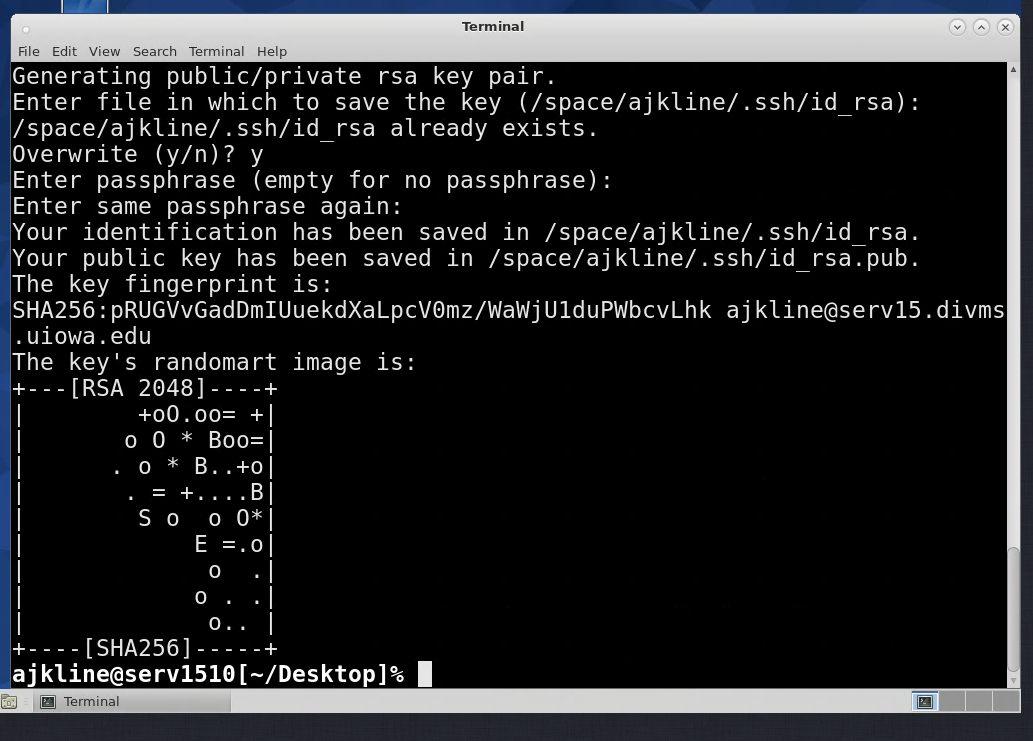 Terminal
File Edit View Search Terminal Help
Generating public/private rsa key pair.
Enter file in which to save the key (/space/ajkline/.ssh/id_rsa):
/space/ajkline/.ssh/id_rsa already exists.
Overwrite (y/n)? y
Enter passphrase (empty for no passphrase):
Enter same passphrase again:
Your identification has been saved in /space/ajkline/.ssh/id_rsa.
Your public key has been saved in /space/ajkline/.ssh/id_rsa.pub.
The key fingerprint is:
SHA256:pRUGVvGadDmIUuekdXaLpcV0mz/WaWjU1duPWbcvLhk ajkline@serv15.divms
.uiowa.edu
The key's randomart image is:
+---[RSA 2048]----+
|        +oO.oo= +|
|       o O * Boo=|
|      . o * B..+o|
|       . = +....B|
|        S o  o O*|
|            E =.o|
|             o  .|
|            o . .|
|             o.. |
+----[SHA256]-----+
ajkline@serv1510[~/Desktop]%
Terminal